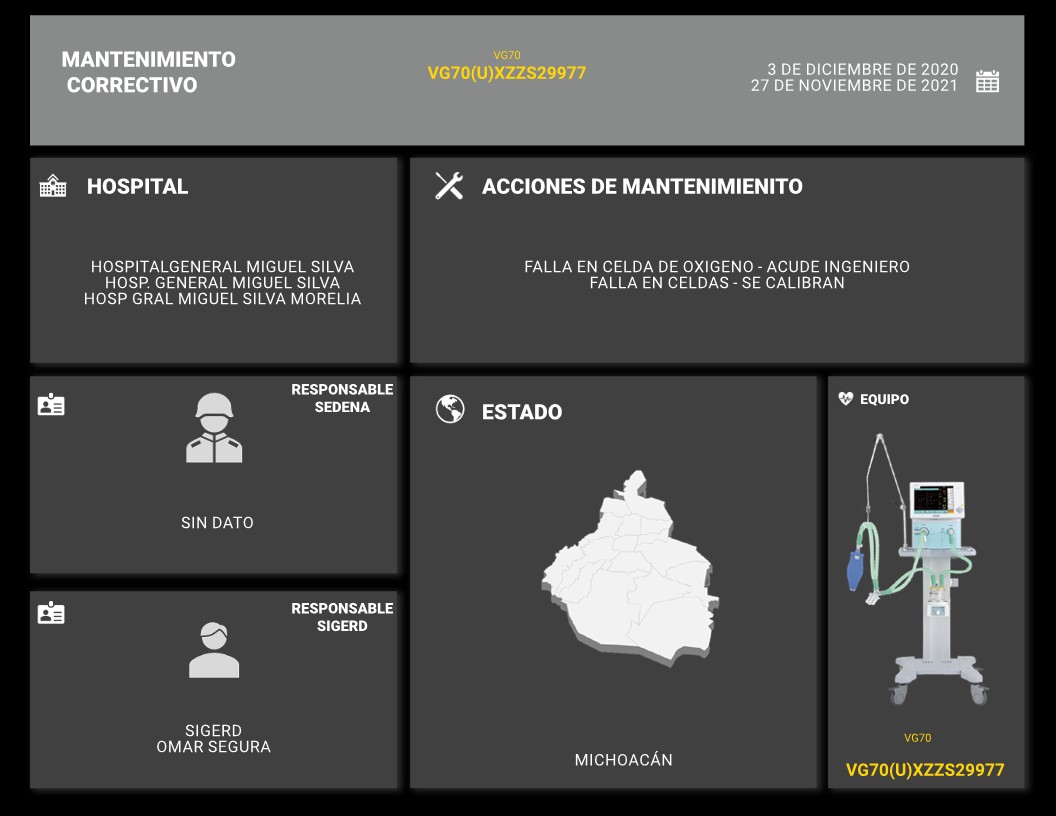 MANTENIMIENTO
CORRECTIVO
VG70
VG70(U)XZZS29977
3 DE DICIEMBRE DE 2020
27 DE NOVIEMBRE DE 2021
HOSPITAL
HOSPITALGENERAL MIGUEL SILVA
HOSP. GENERAL MIGUEL SILVA
HOSP GRAL MIGUEL SILVA MORELIA
ACCIONES DE MANTENIMIENITO
FALLA EN CELDA DE OXIGENO - ACUDE INGENIERO
FALLA EN CELDAS - SE CALIBRAN
RESPONSABLE
SEDENA
SIN DATO
RESPONSABLE
SIGERD
SIGERD
OMAR SEGURA
ESTADO
MICHOACÁN
EQUIPO
VG70
VG70(U)XZZS29977